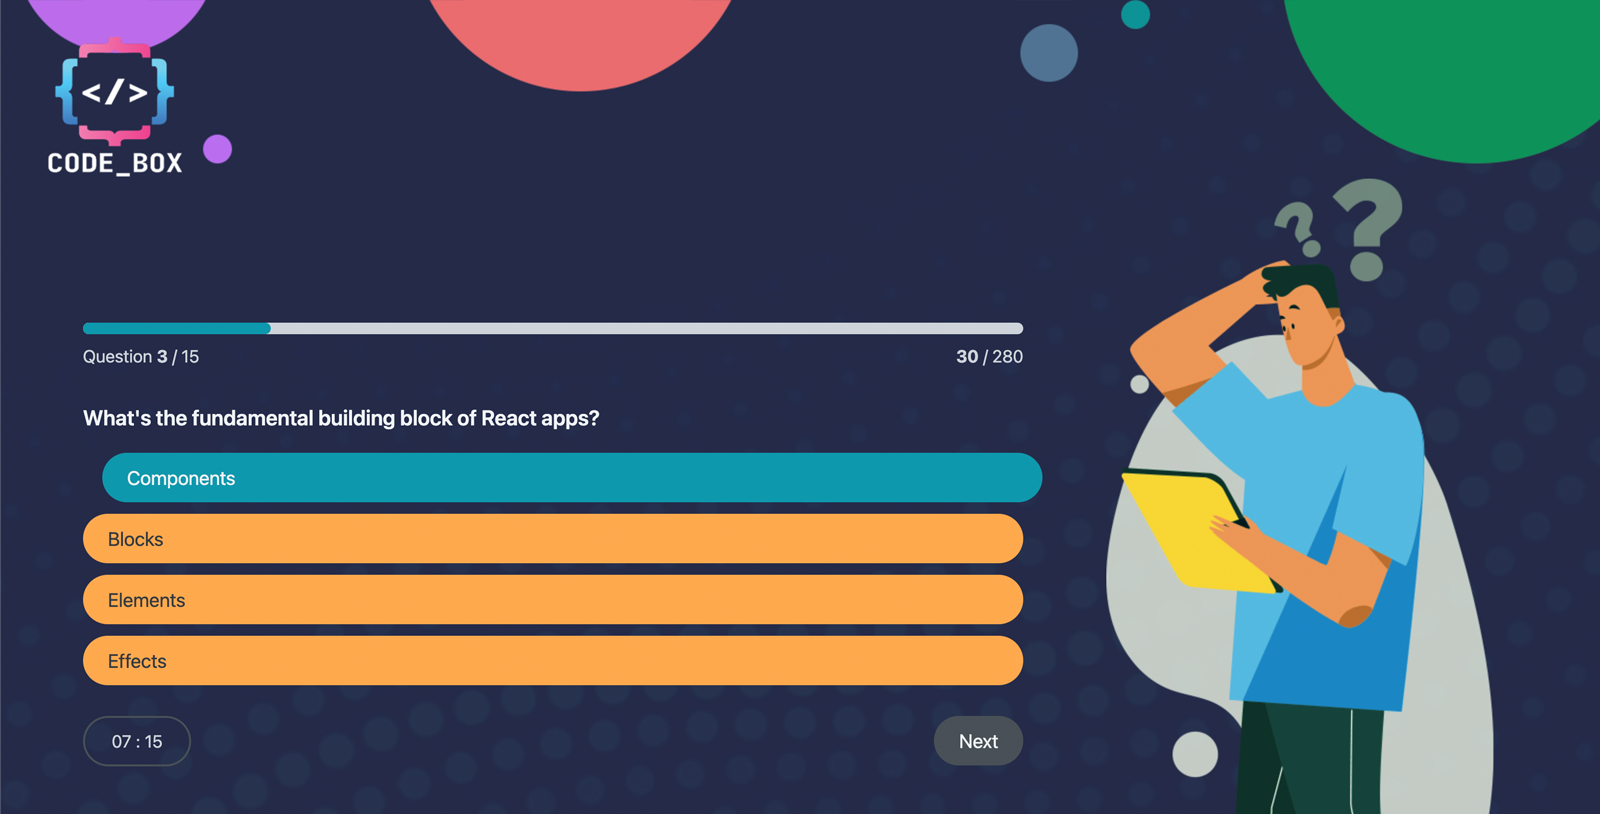 </>
CODE_BOX
? ?
Question 3 / 15
30 / 280
What's the fundamental building block of React apps?
Components
Blocks
Elements
Effects
07 : 15
Next